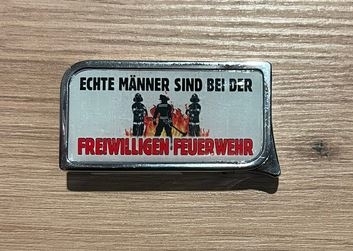 ECHTE MÄNNER SIND BEI DER
FREIWILLIGEN FEUERWEHR